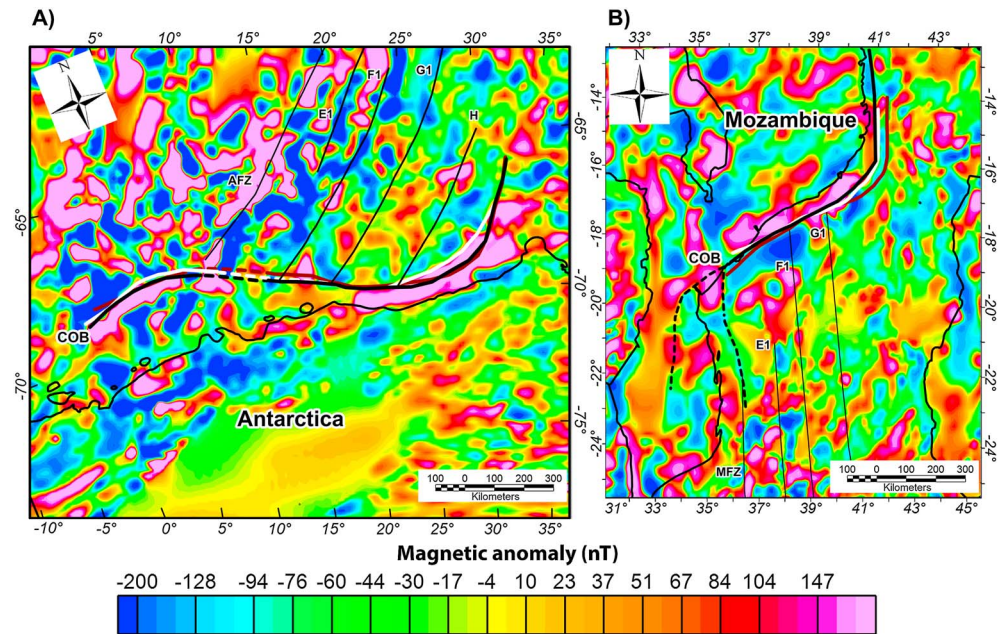 A)
5° 10° 15° 20° 25° 30° 35°
N
F1
G1
E1
H
AFZ
-65°
-65°
-70°
COB
-70°
Antarctica
-75°
100 0 100 200 300
Kilometers
-10° -5° 0° 5° 10° 15° 20° 25° 30° 35°
B)
31° 33° 35° 37° 39° 41° 43°
N
-14°
-14°
Mozambique
-16°
-16°
G1
-18°
-18°
COB
F1
-20°
-20°
E1
-22°
-22°
-24°
-24°
MFZ
100 0 100 200 300
Kilometers
31° 33° 35° 37° 39° 41° 43° 45°
Magnetic anomaly (nT)
-200 -128 -94 -76 -60 -44 -30 -17 -4 10 23 37 51 67 84 104 147